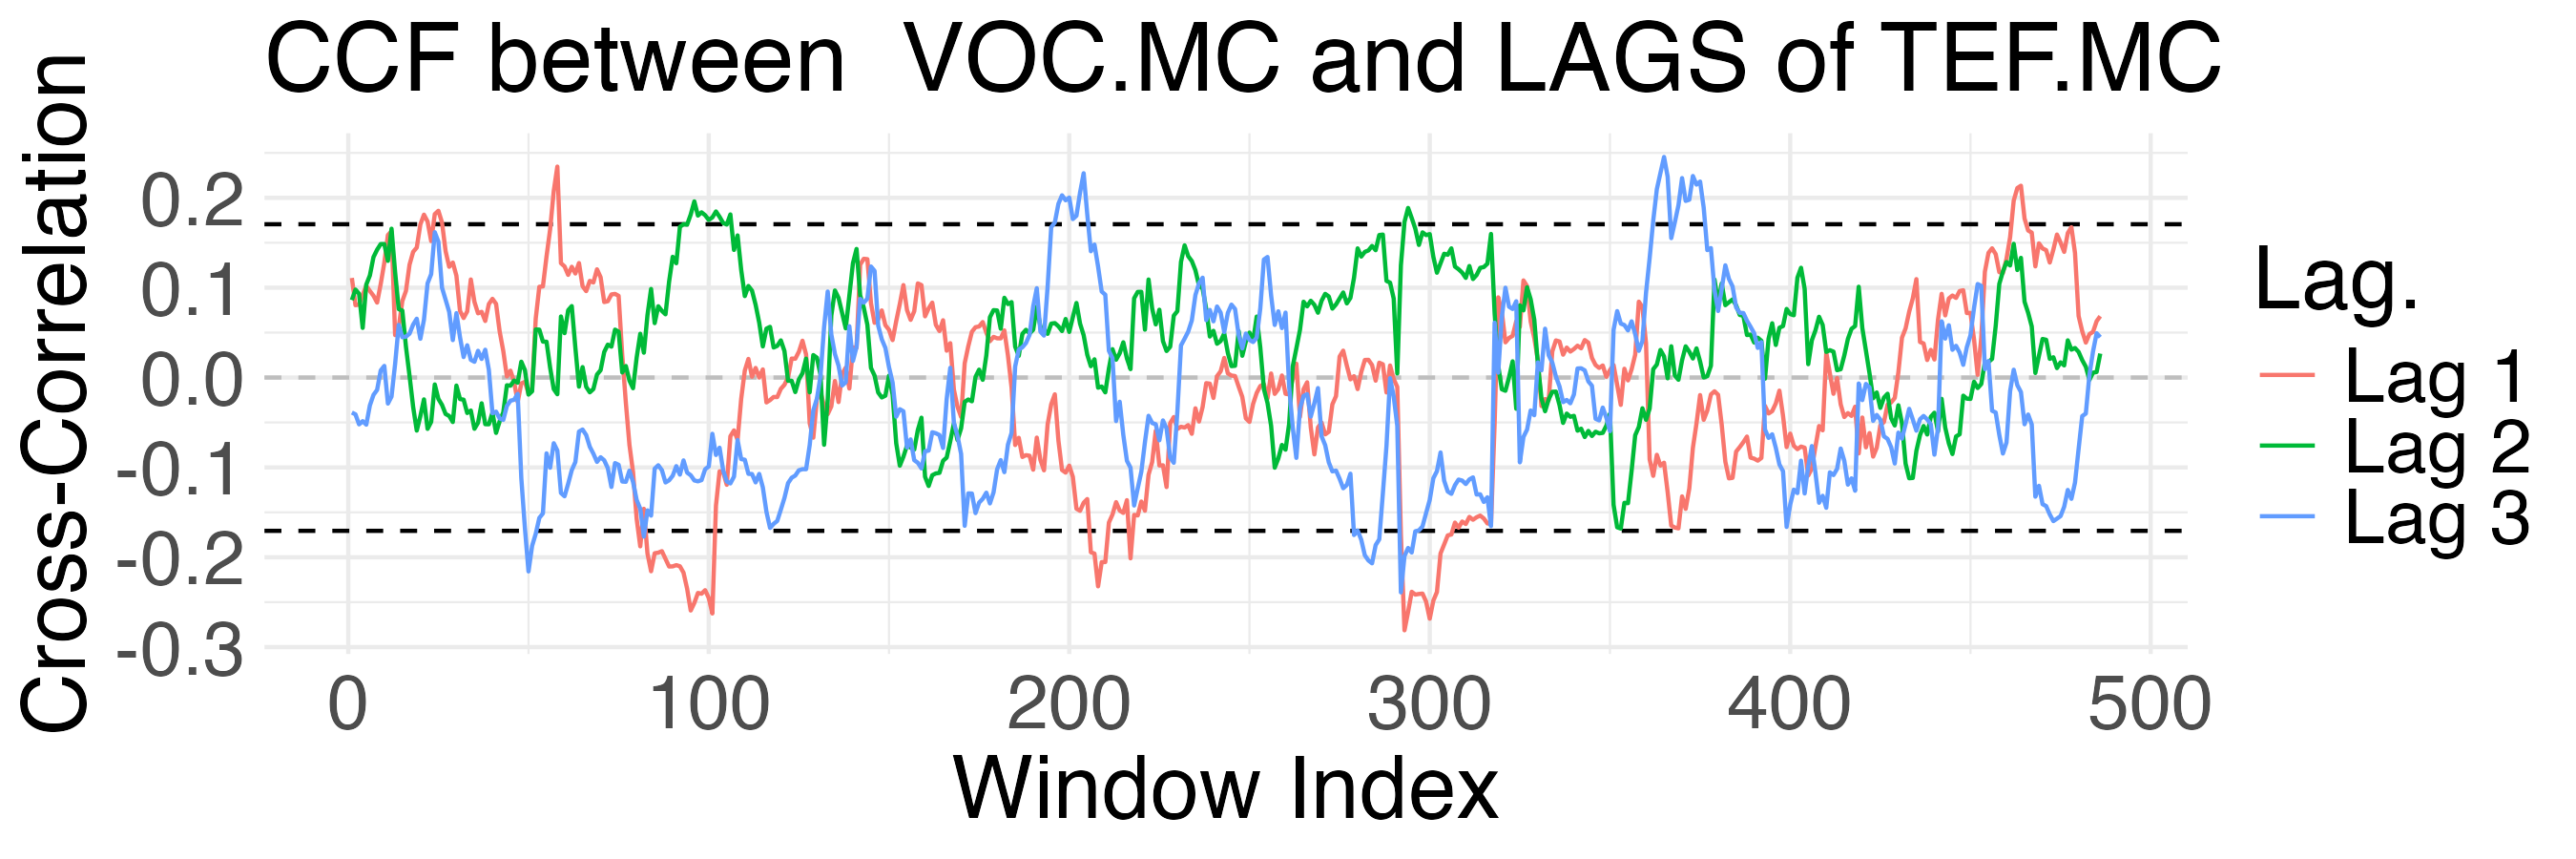 CCF between  VOC.MC and LAGS of TEF.MC
Cross-Correlation
0.2
0.1
0.0
-0.1
-0.2
-0.3
0 100 200 300 400 500
Window Index
Lag.
Lag 1
Lag 2
Lag 3